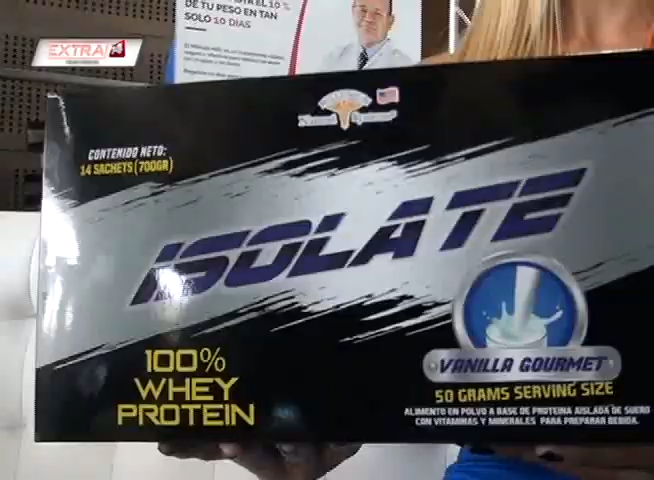 EL 10 %
DE TU PESO EN TAN
SOLO 10 DIAS
EXTRA
24
CONTENIDO NETO:
14 SACHETS (700GR)
ISOLATE
VANILLA GOURMET
100%
WHEY
PROTEIN
50 GRAMS SERVING SIZE
ALIMENTO EN POLVO A BASE DE PROTEINA AISLADA DE SUERO
CON VITAMINAS Y MINERALES PARA PREPARAR BEBIDA.